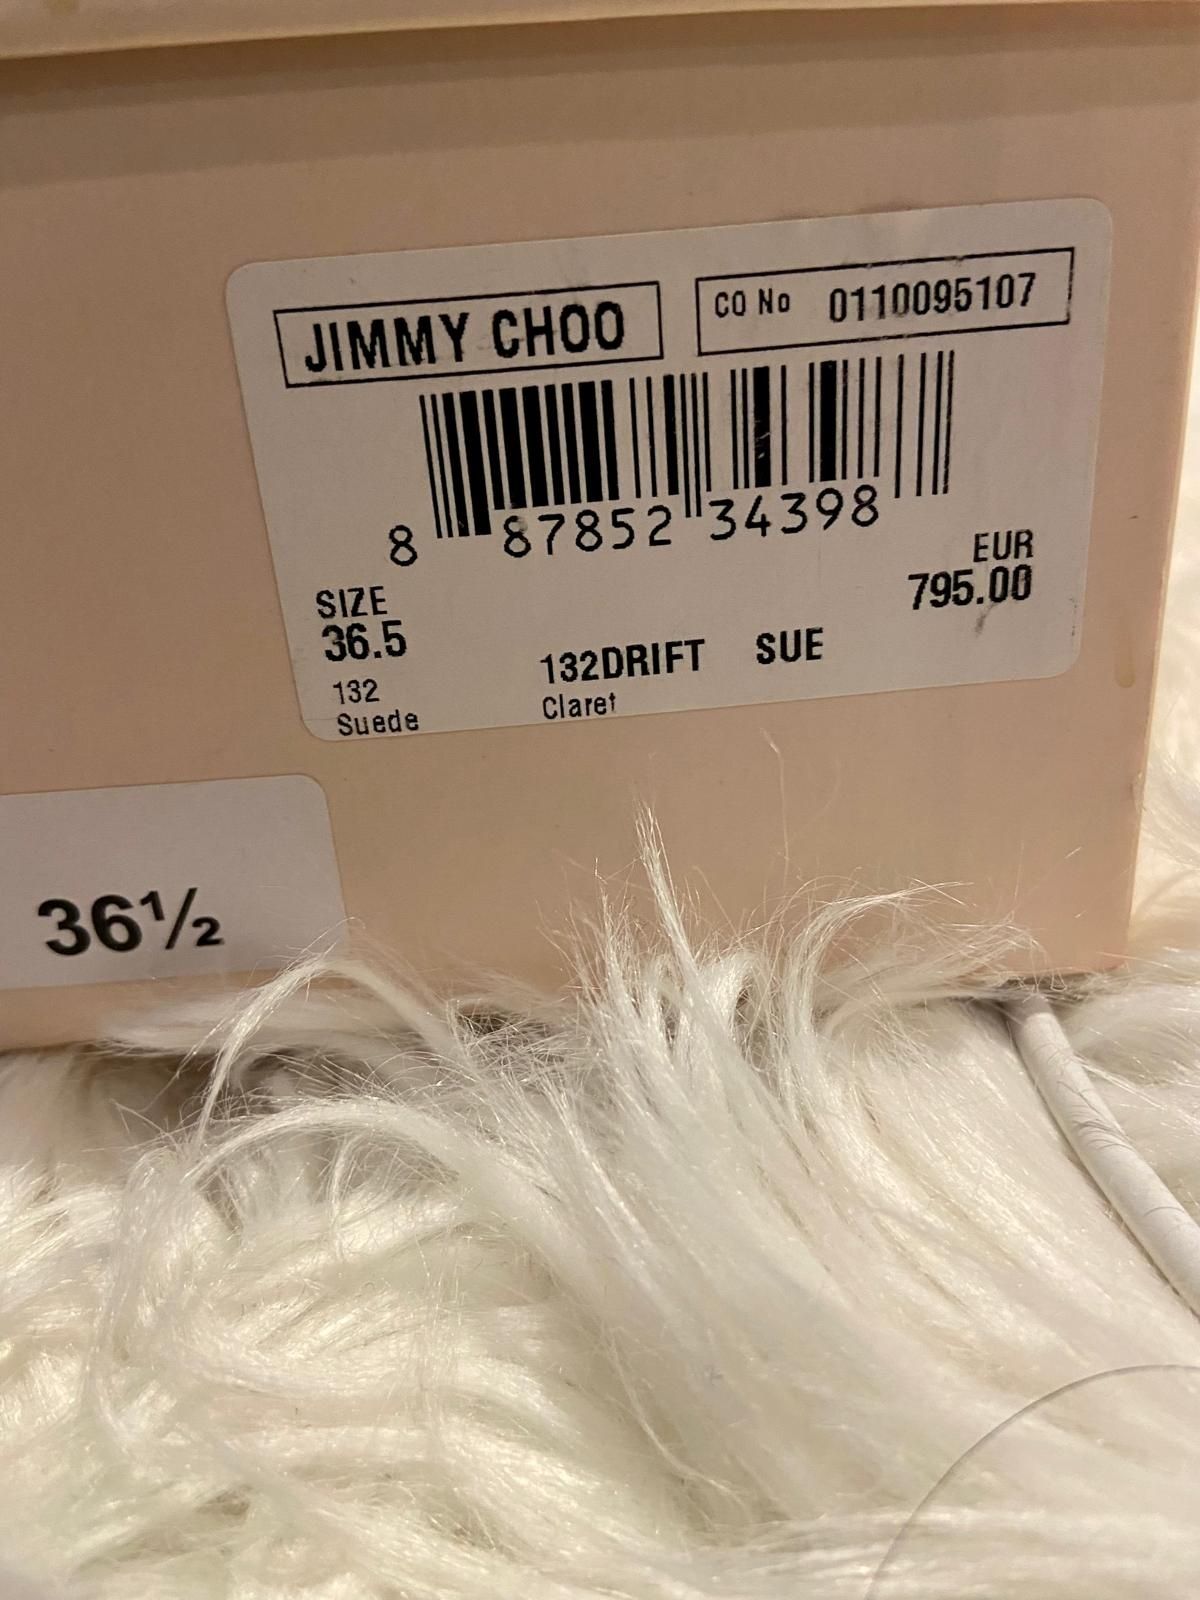 JIMMY CHOO
CO No 0110095107
8 87852 34398
EUR
795.00
SIZE
36.5
132DRIFT SUE
132
Claret
Suede
36½